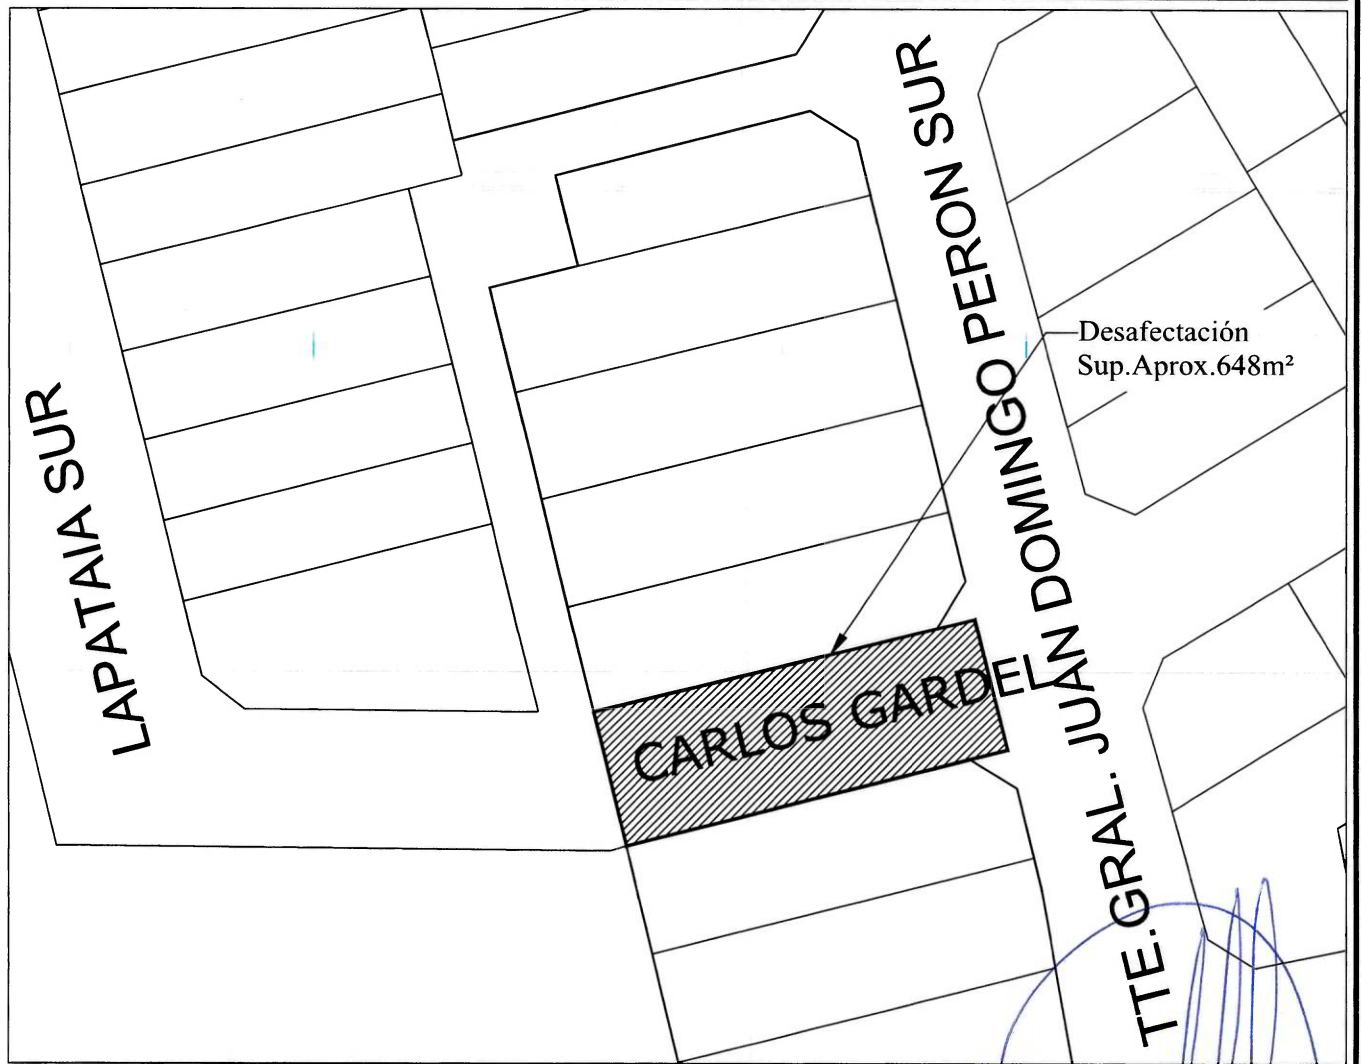 LAPATAIA SUR
TTE. GRAL. JUAN DOMINGO PERON SUR
Desafectación
Sup.Aprox.648m²
CARLOS GARDEL